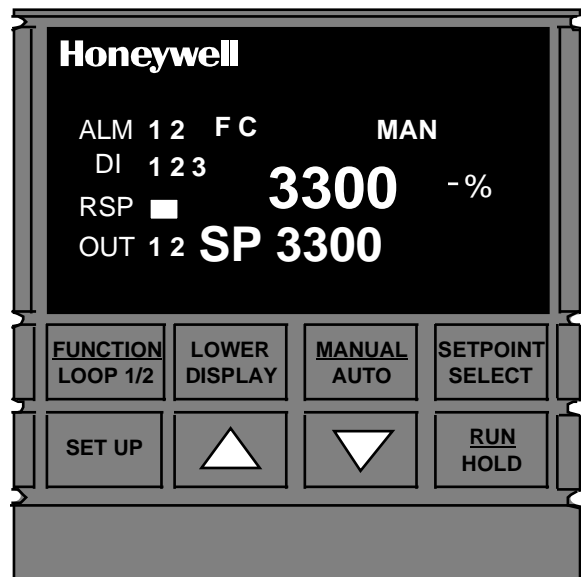 Honeywell
ALM 1 2 F C MAN
DI 1 2 3
3300 -%
RSP
OUT 1 2 SP 3300
FUNCTION
LOOP 1/2
LOWER
DISPLAY
MANUAL
AUTO
SETPOINT
SELECT
SET UP
RUN
HOLD